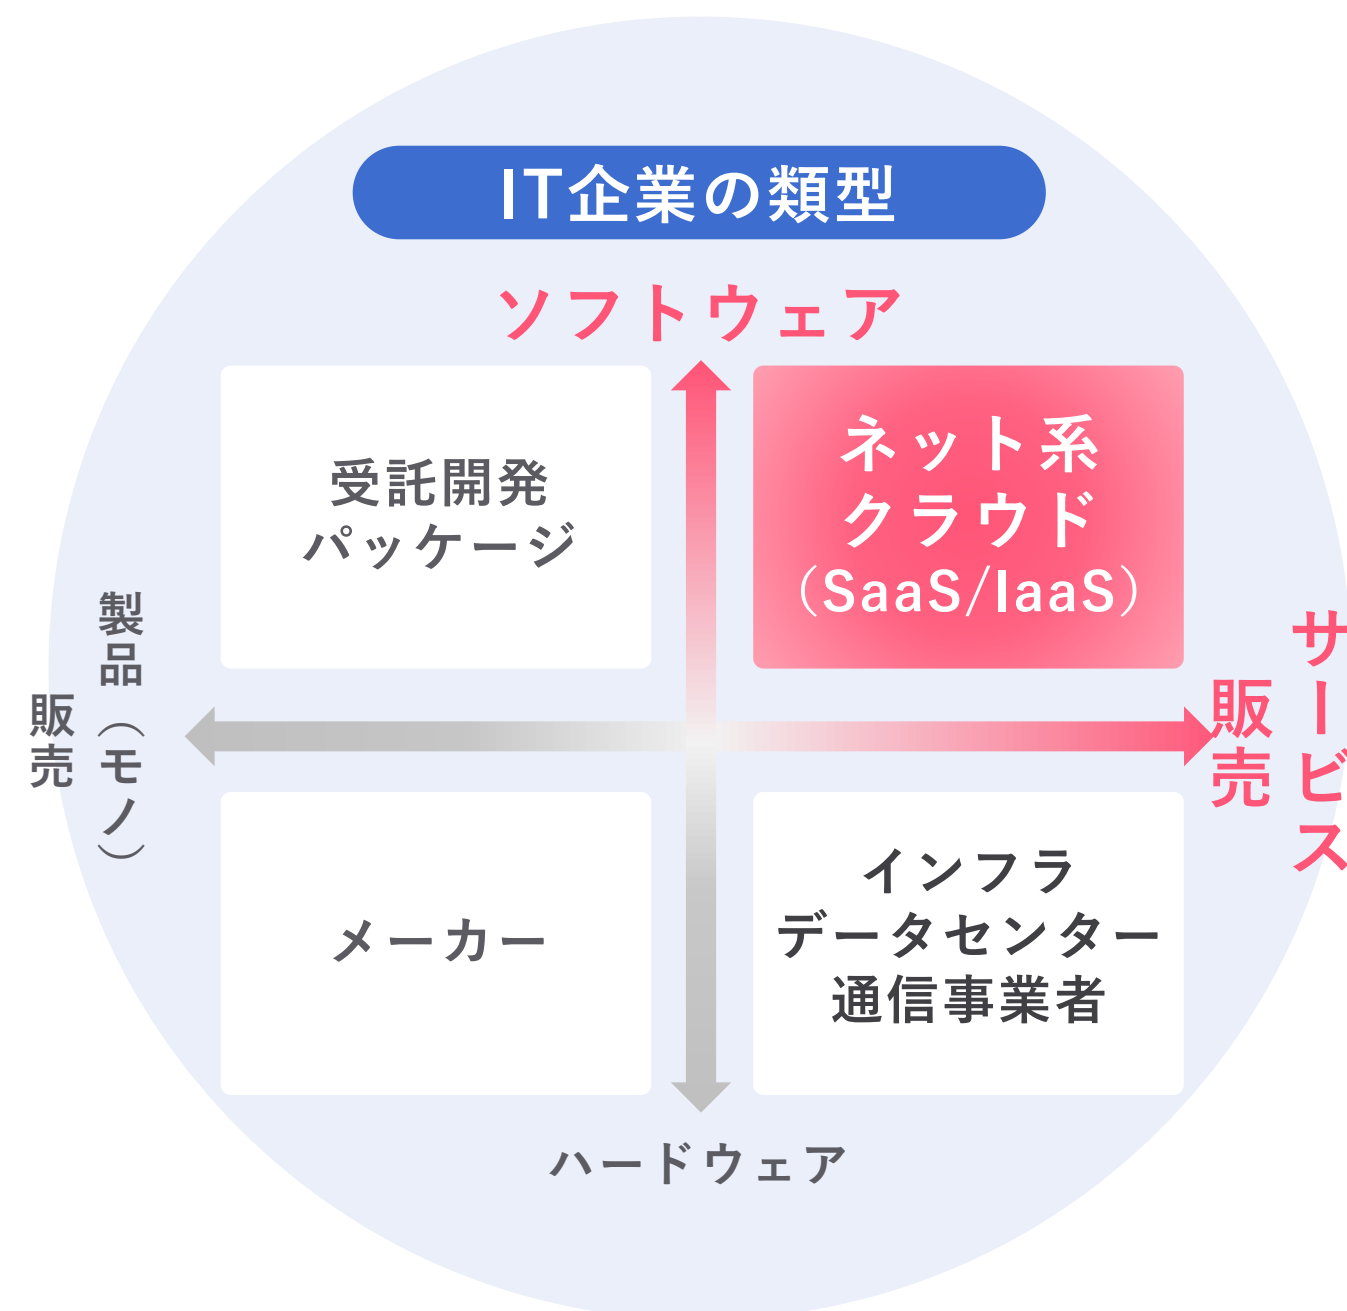 IT企業の類型
ソフトウェア
受託開発
パッケージ
ネット系
クラウド
（SaaS/IaaS）
製品（モノ）
販売
サービス
販売
メーカー
インフラ
データセンター
通信事業者
ハードウェア